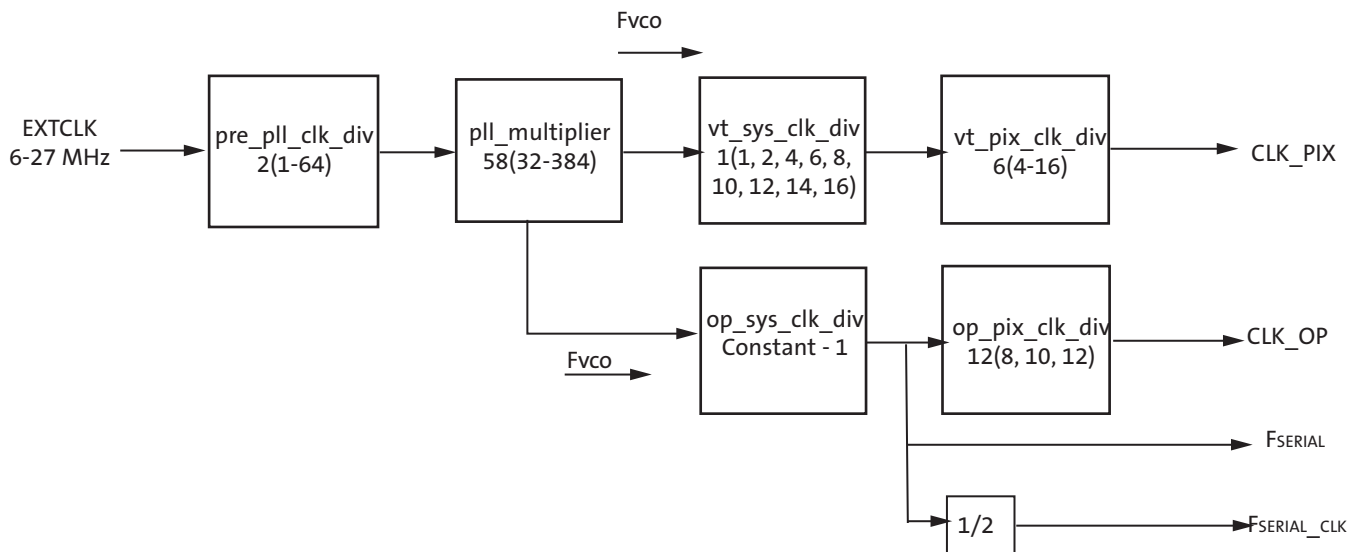 Fvco
EXTCLK
6-27 MHz
pre_pll_clk_div
2(1-64)
pll_multiplier
58(32-384)
vt_sys_clk_div
1(1, 2, 4, 6, 8,
10, 12, 14, 16)
vt_pix_clk_div
6(4-16)
CLK_PIX
Fvco
op_sys_clk_div
Constant - 1
op_pix_clk_div
12(8, 10, 12)
CLK_OP
FSERIAL
1/2
FSERIAL_CLK